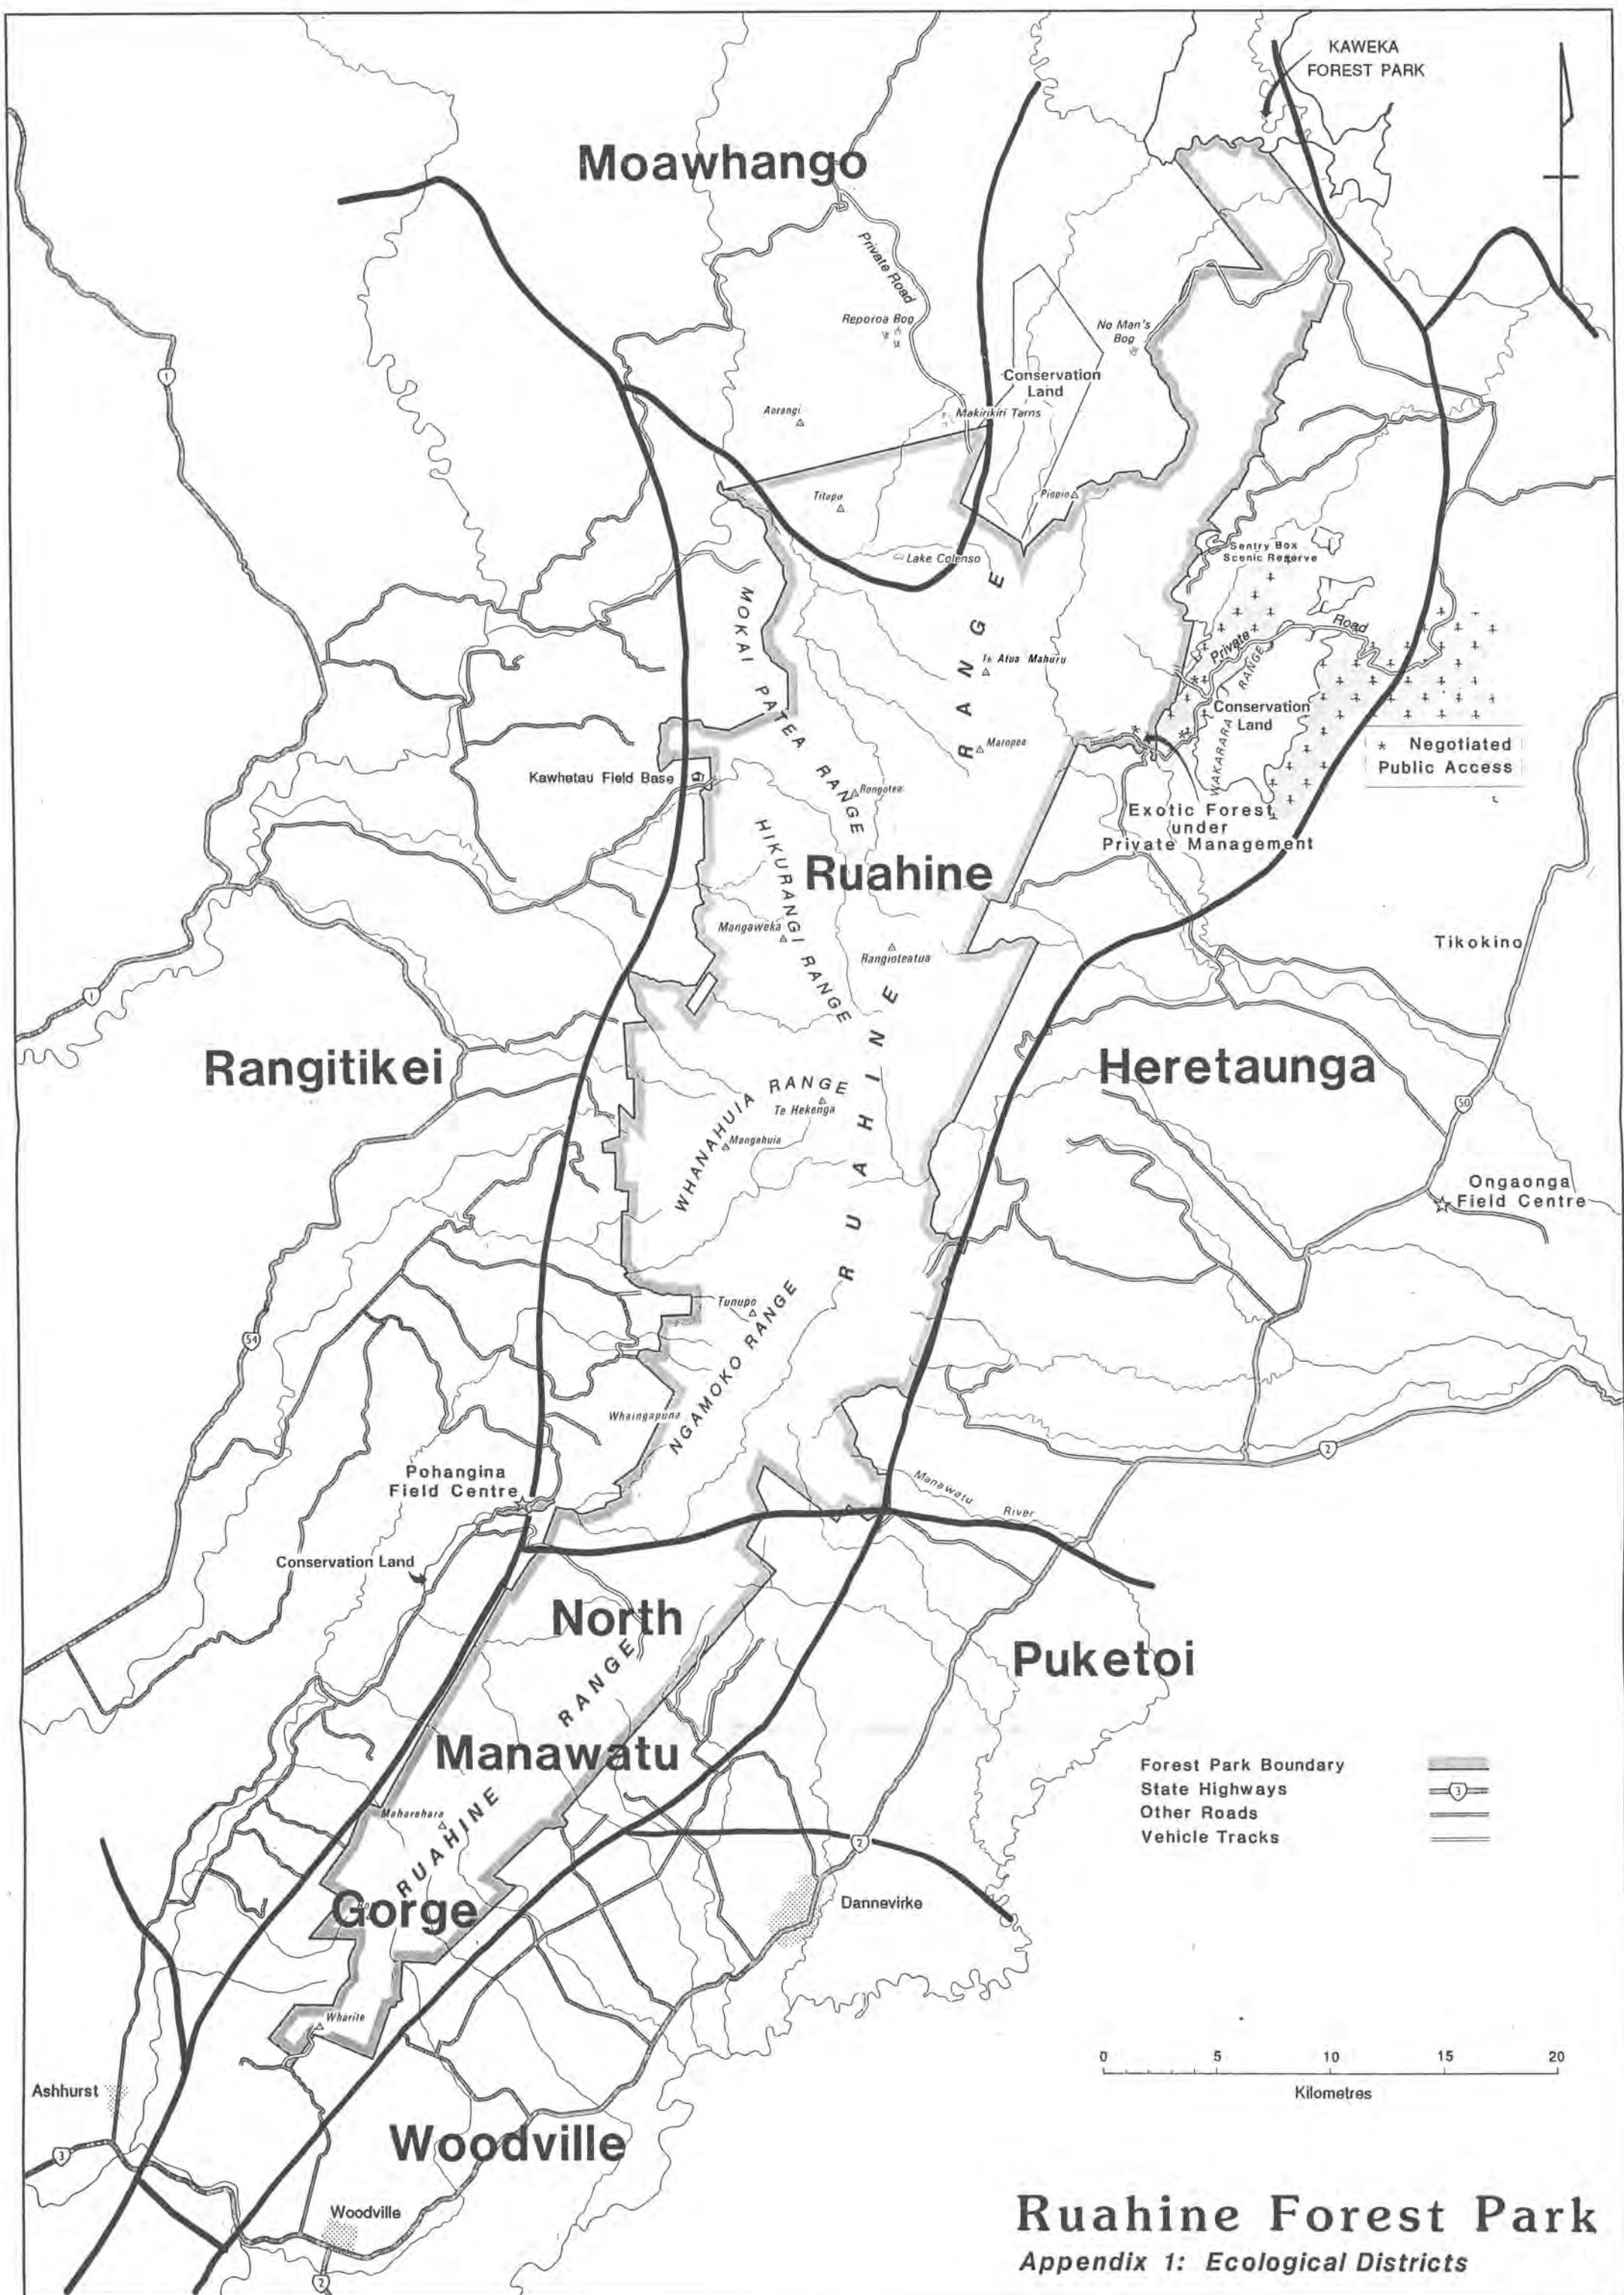 KAWEKA
FOREST PARK
Moawhango
Private Road
Reporoa Bog
No Man's
Bog
Conservation
Land
Makirikiri Tarns
Aorangi
Titapu
Piopio
Lake Colenso
Sentry Box
Scenic Reserve
1
MOKAI PATEA RANGE
RUAHINE RANGE
Te Atua Mahuru
Private Road
WAKARARA RANGE
Conservation
Land
Maropea
* Negotiated
Public Access
Kawhatau Field Base
Rongotea
Exotic Forest
under
Private Management
HIKURANGI RANGE
Ruahine
Mangaweka
Rangioteatua
Tikokino
1
Rangitikei
Heretaunga
WHANAHUIA RANGE
Te Hekenga
Mangahuia
50
Ongaonga
Field Centre
Tunupo
NGAMOKO RANGE
54
Whaingapuna
2
Pohangina
Field Centre
Manawatu River
Conservation Land
North
Puketoi
Manawatu
RUAHINE RANGE
Maharahara
Gorge
Forest Park Boundary
State Highways 3
Other Roads
Vehicle Tracks
2
Dannevirke
Wharite
0 5 10 15 20
Kilometres
Ashhurst
3
Woodville
Woodville
2
Ruahine Forest Park
Appendix 1: Ecological Districts